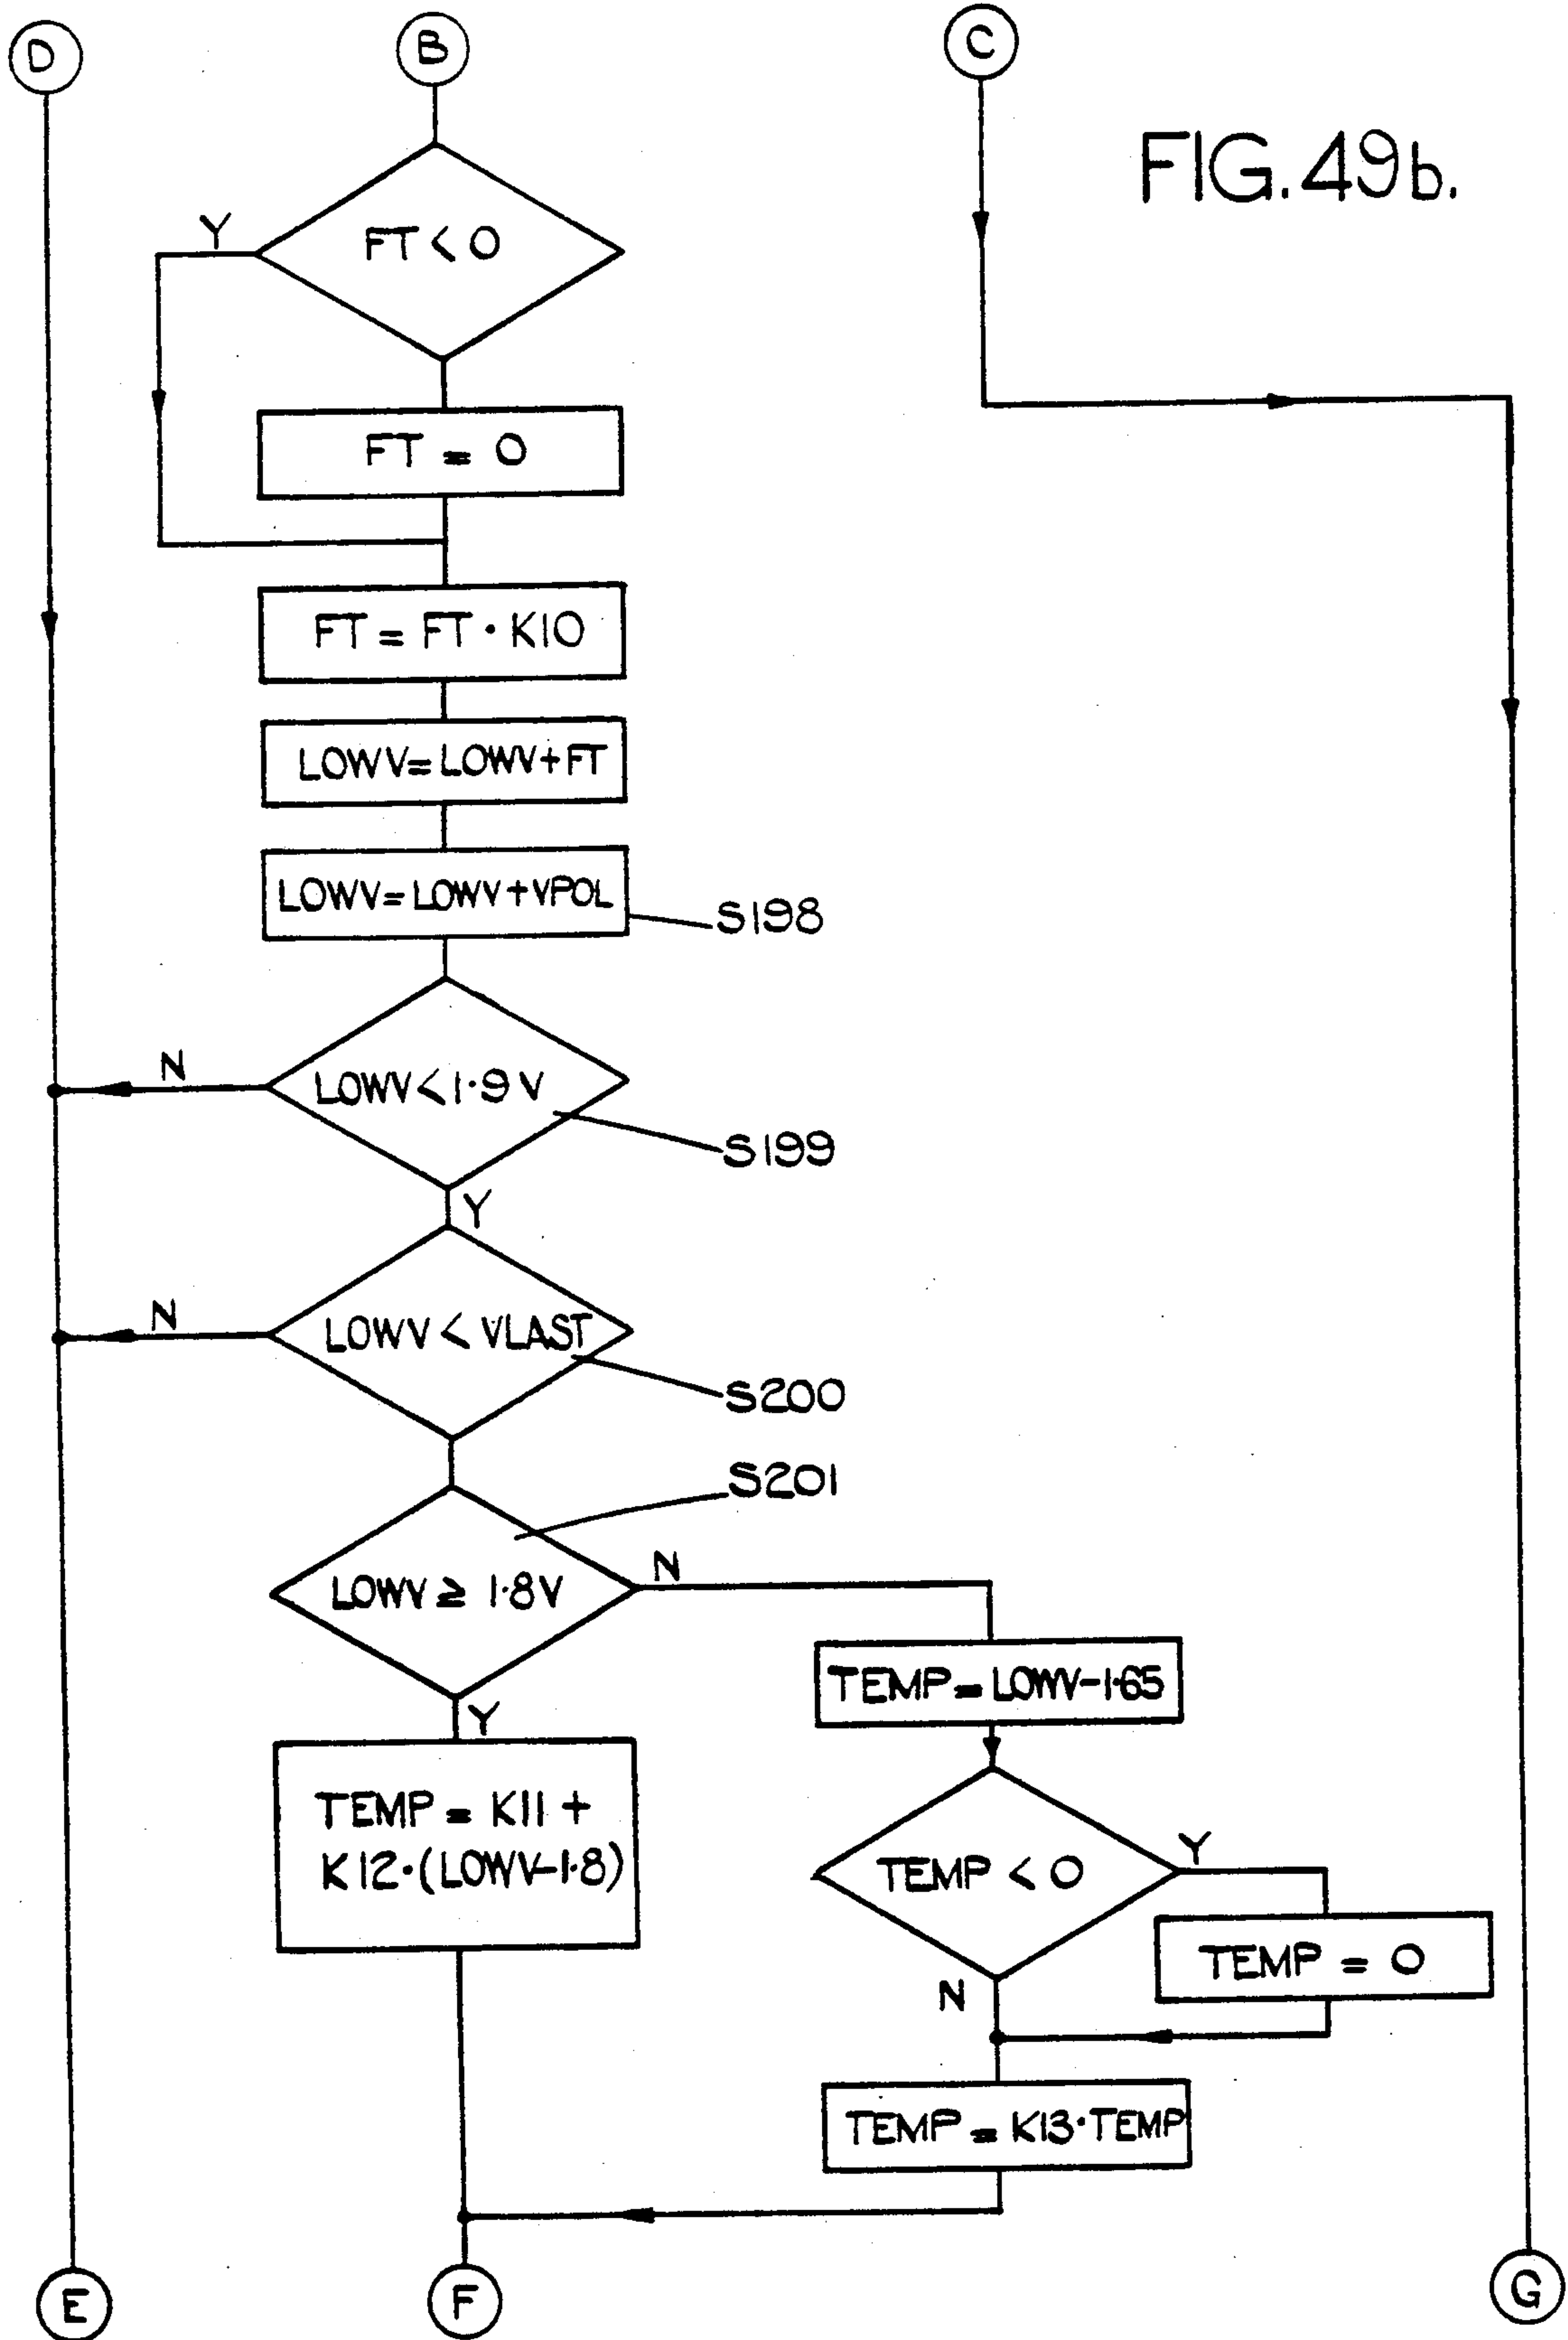 D
B
C
FIG.49b.
FT < 0
Y
FT = 0
FT = FT · K10
LOWV=LOWV+FT
LOWV=LOWV+VPOL
S198
LOWV<1·9V
N
S199
Y
LOWV < VLAST
N
S200
S201
LOWV ≥ 1·8V
N
Y
TEMP=LOWV-1·65
TEMP = K11 +
K12·(LOWV-1·8)
TEMP < 0
Y
TEMP = 0
N
TEMP = K13·TEMP
E
F
G